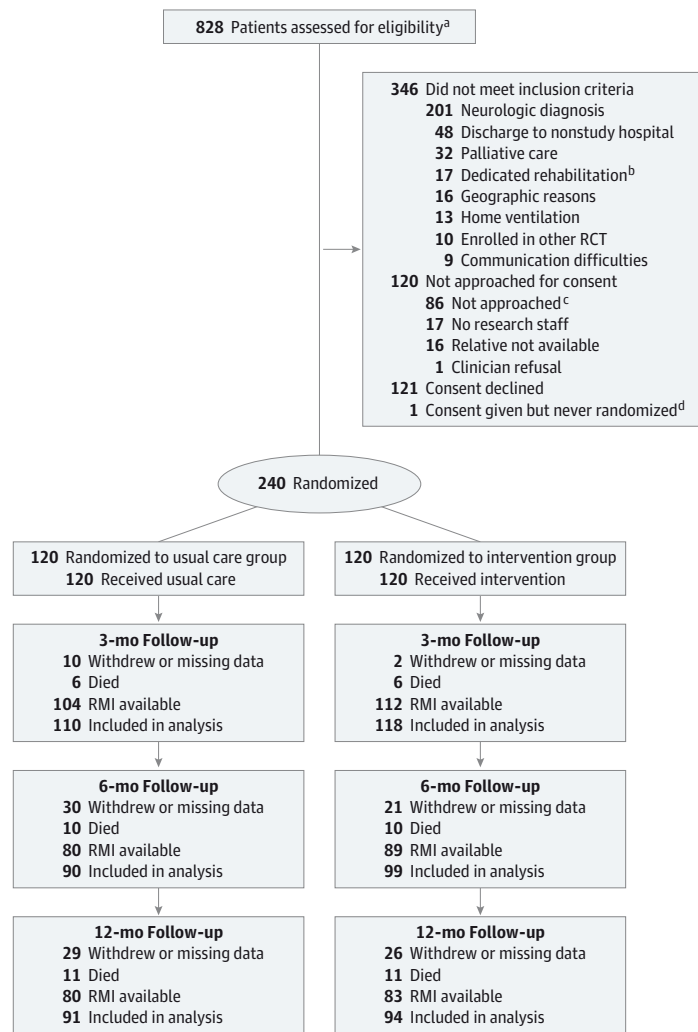 828 Patients assessed for eligibilitya
346 Did not meet inclusion criteria
201 Neurologic diagnosis
48 Discharge to nonstudy hospital
32 Palliative care
17 Dedicated rehabilitationb
16 Geographic reasons
13 Home ventilation
10 Enrolled in other RCT
9 Communication difficulties
120 Not approached for consent
86 Not approachedc
17 No research staff
16 Relative not available
1 Clinician refusal
121 Consent declined
1 Consent given but never randomizedd
240 Randomized
120 Randomized to usual care group
120 Received usual care
120 Randomized to intervention group
120 Received intervention
3-mo Follow-up
10 Withdrew or missing data
6 Died
104 RMI available
110 Included in analysis
3-mo Follow-up
2 Withdrew or missing data
6 Died
112 RMI available
118 Included in analysis
6-mo Follow-up
30 Withdrew or missing data
10 Died
80 RMI available
90 Included in analysis
6-mo Follow-up
21 Withdrew or missing data
10 Died
89 RMI available
99 Included in analysis
12-mo Follow-up
29 Withdrew or missing data
11 Died
80 RMI available
91 Included in analysis
12-mo Follow-up
26 Withdrew or missing data
11 Died
83 RMI available
94 Included in analysis